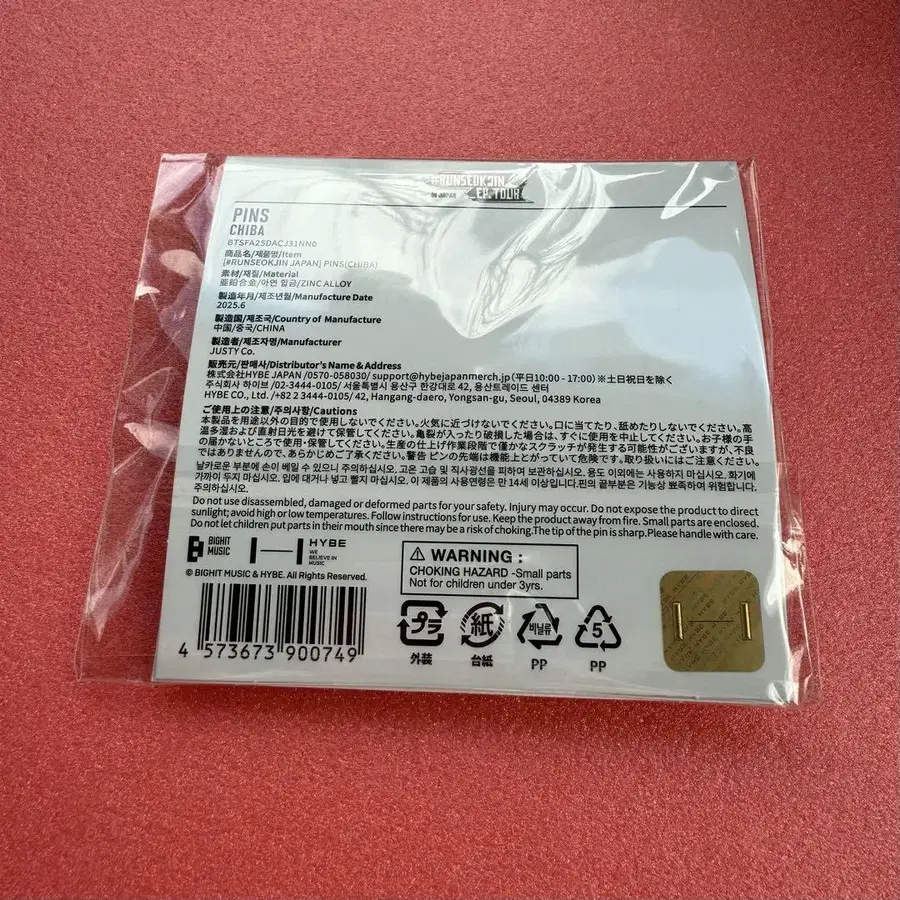 #RUNSEOKJIN
in JAPAN
_EP.TOUR
PINS
CHIBA
BTSFA25DACJ31NN0
商品名/제품명/Item
[#RUNSEOKJIN JAPAN] PINS(CHIBA)
素材/재질/Material
亜鉛合金/아연 합금/ZINC ALLOY
製造年月/제조년월/Manufacture Date
2025.6
製造国/제조국/Country of Manufacture
中国/중국/CHINA
製造者/제조자명/Manufacturer
JUSTY Co.
販売元/판매사/Distributor's Name & Address
株式会社HYBE JAPAN /0570-058030/ support@hybejapanmerch.jp(平日10:00 - 17:00)※土日祝日を除く
주식회사 하이브/02-3444-0105/ 서울특별시 용산구 한강대로 42, 용산트레이드 센터
HYBE CO., Ltd./+82 2 3444-0105/ 42, Hangang-daero, Yongsan-gu, Seoul, 04389 Korea
ご使用上の注意/주의사항/Cautions
本製品を用途以外の目的で使用しないでください。火気に近づけないでください。口に当てたり、舐めたりしないでください。高
温多湿および直射日光を避けて保管してください。亀裂が入ったり破損した場合は、すぐに使用を中止してください。お子様の手
の届かないところで使用・保管してください。生産の仕上げ作業段階で僅かなスクラッチが発生する可能性がございますが、不良
ではありませんので、あらかじめご了承ください。警告 ピンの先端は機能上とがっていて危険です。取り扱いにはご注意ください。
날카로운 부분에 손이 베일 수 있으니 주의하십시오. 고온 고습 및 직사광선을 피하여 보관하십시오. 용도 이외에는 사용하지 마십시오. 화기에
가까이 두지 마십시오. 입에 대거나 넣고 빨지 마십시오. 이 제품의 사용연령은 만 14세 이상입니다.핀의 끝부분은 기능상 뾰족하여 위험합니다.
주의하십시오.
Do not use disassembled, damaged or deformed parts for your safety. Injury may occur. Do not expose the product to direct
sunlight; avoid high or low temperatures. Follow instructions for use. Keep the product away from fire. Small parts are enclosed.
Do not let children put parts in their mouth since there may be a risk of choking.The tip of the pin is sharp.Please handle with care.
BIGHIT
MUSIC
HYBE
WE
BELIEVE IN
MUSIC
© BIGHIT MUSIC & HYBE. All Rights Reserved.
WARNING :
CHOKING HAZARD -Small parts
Not for children under 3yrs.
4 573673 900749
プラ
外装
紙
台紙
비닐류
PP
5
PP
HYBE